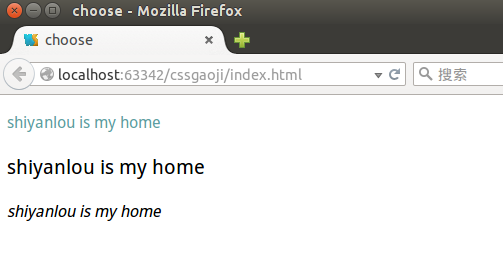 choose - Mozilla Firefox
choose
localhost:63342/cssgaoji/index.html
搜索
shiyanlou is my home
shiyanlou is my home
shiyanlou is my home